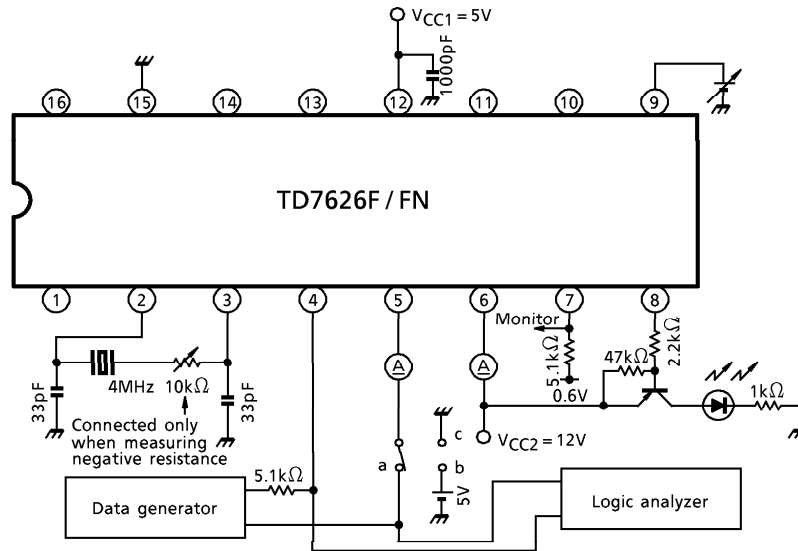 VCC1 = 5V
1000pF
16 15 14 13 12 11 10 9
TD7626F / FN
1 2 3 4 5 6 7 8
Monitor
5.1kΩ
0.6V
2.2kΩ
47kΩ
A
A
33pF
4MHz
10kΩ
33pF
1kΩ
Connected only
when measuring
negative resistance
VCC2 = 12V
a
c
b
5V
5.1kΩ
Data generator
Logic analyzer